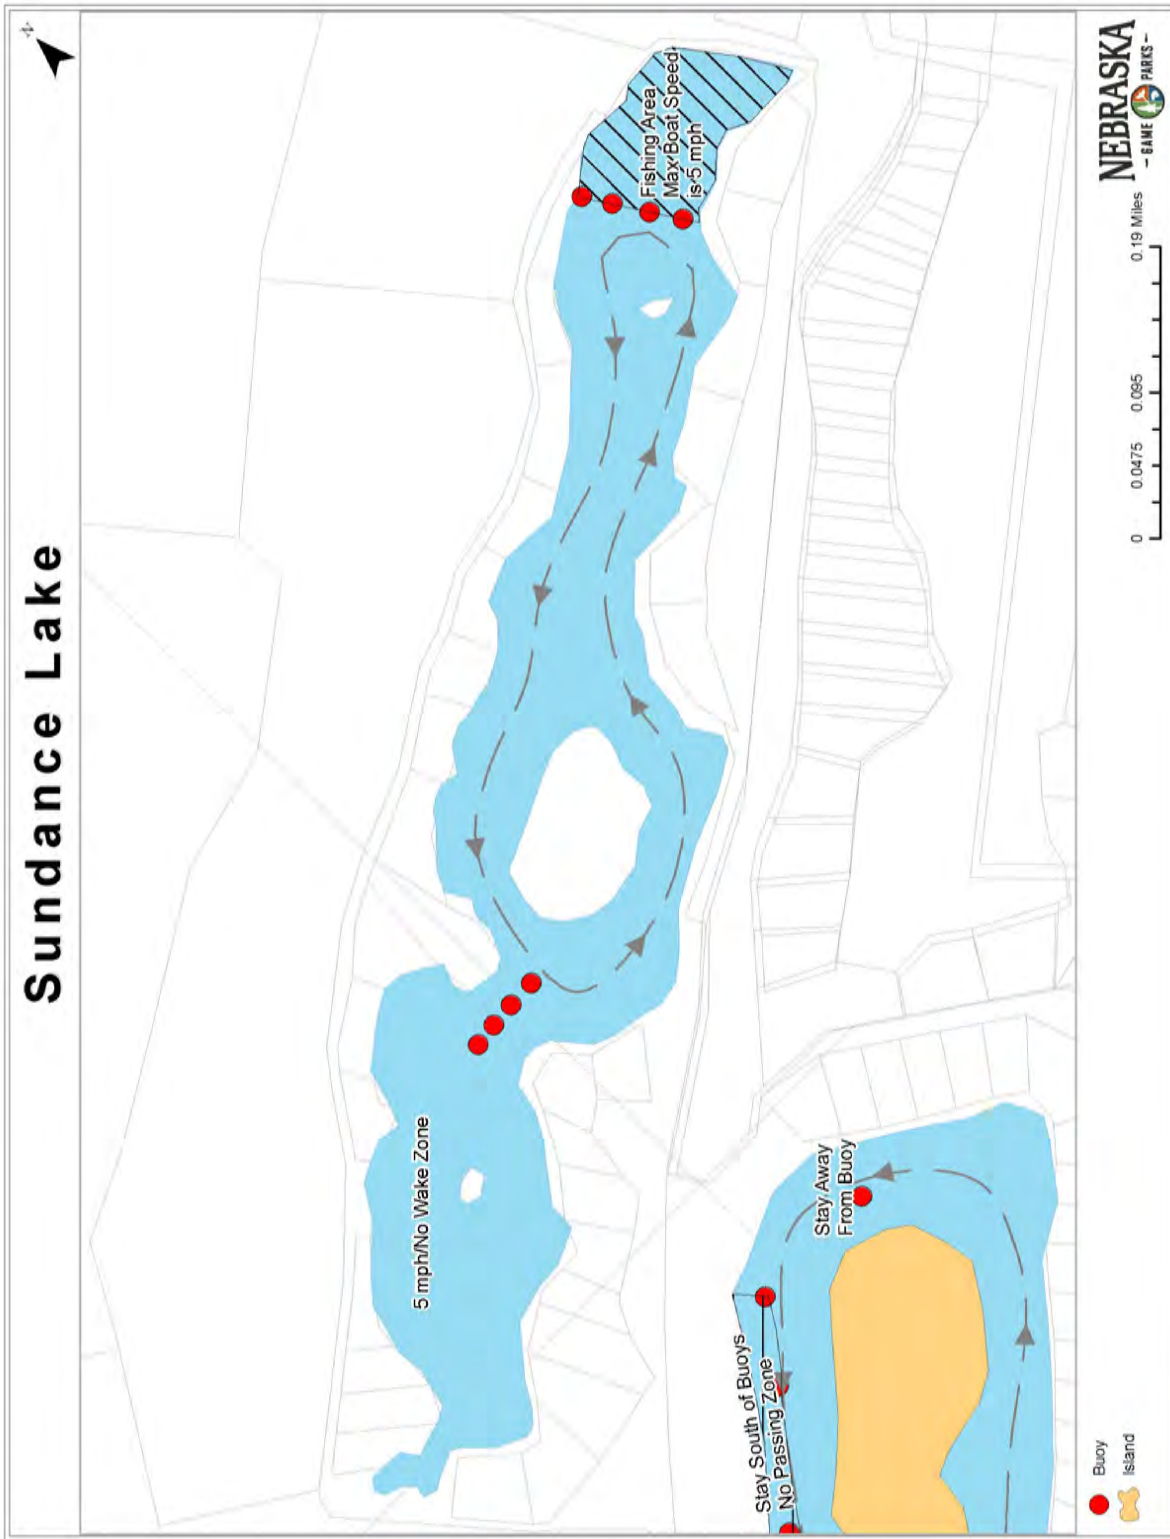 Sundance Lake
N
Fishing Area
Max Boat Speed
is 5 mph
5 mph/No Wake Zone
Stay Away
From Buoy
Stay South of Buoys
No Passing Zone
Buoy
Island
0 0.0475 0.095 0.19 Miles
NEBRASKA
- GAME PARKS -